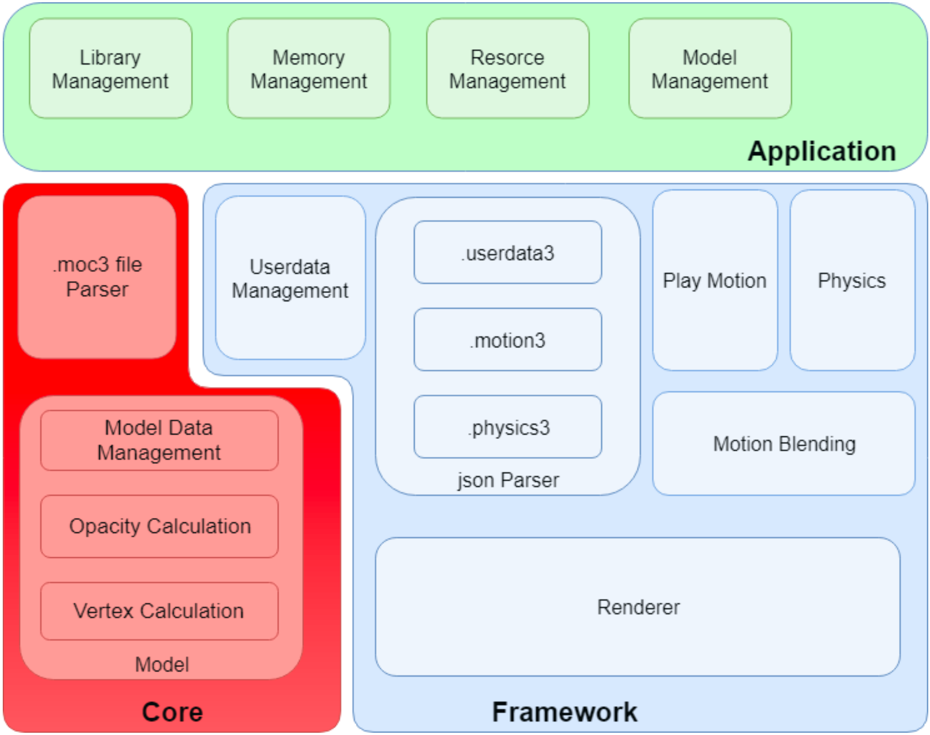 Library
Management
Memory
Management
Resorce
Management
Model
Management
Application
.moc3 file
Parser
Model Data
Management
Opacity Calculation
Vertex Calculation
Model
Core
Userdata
Management
.userdata3
.motion3
.physics3
json Parser
Play Motion
Physics
Motion Blending
Renderer
Framework